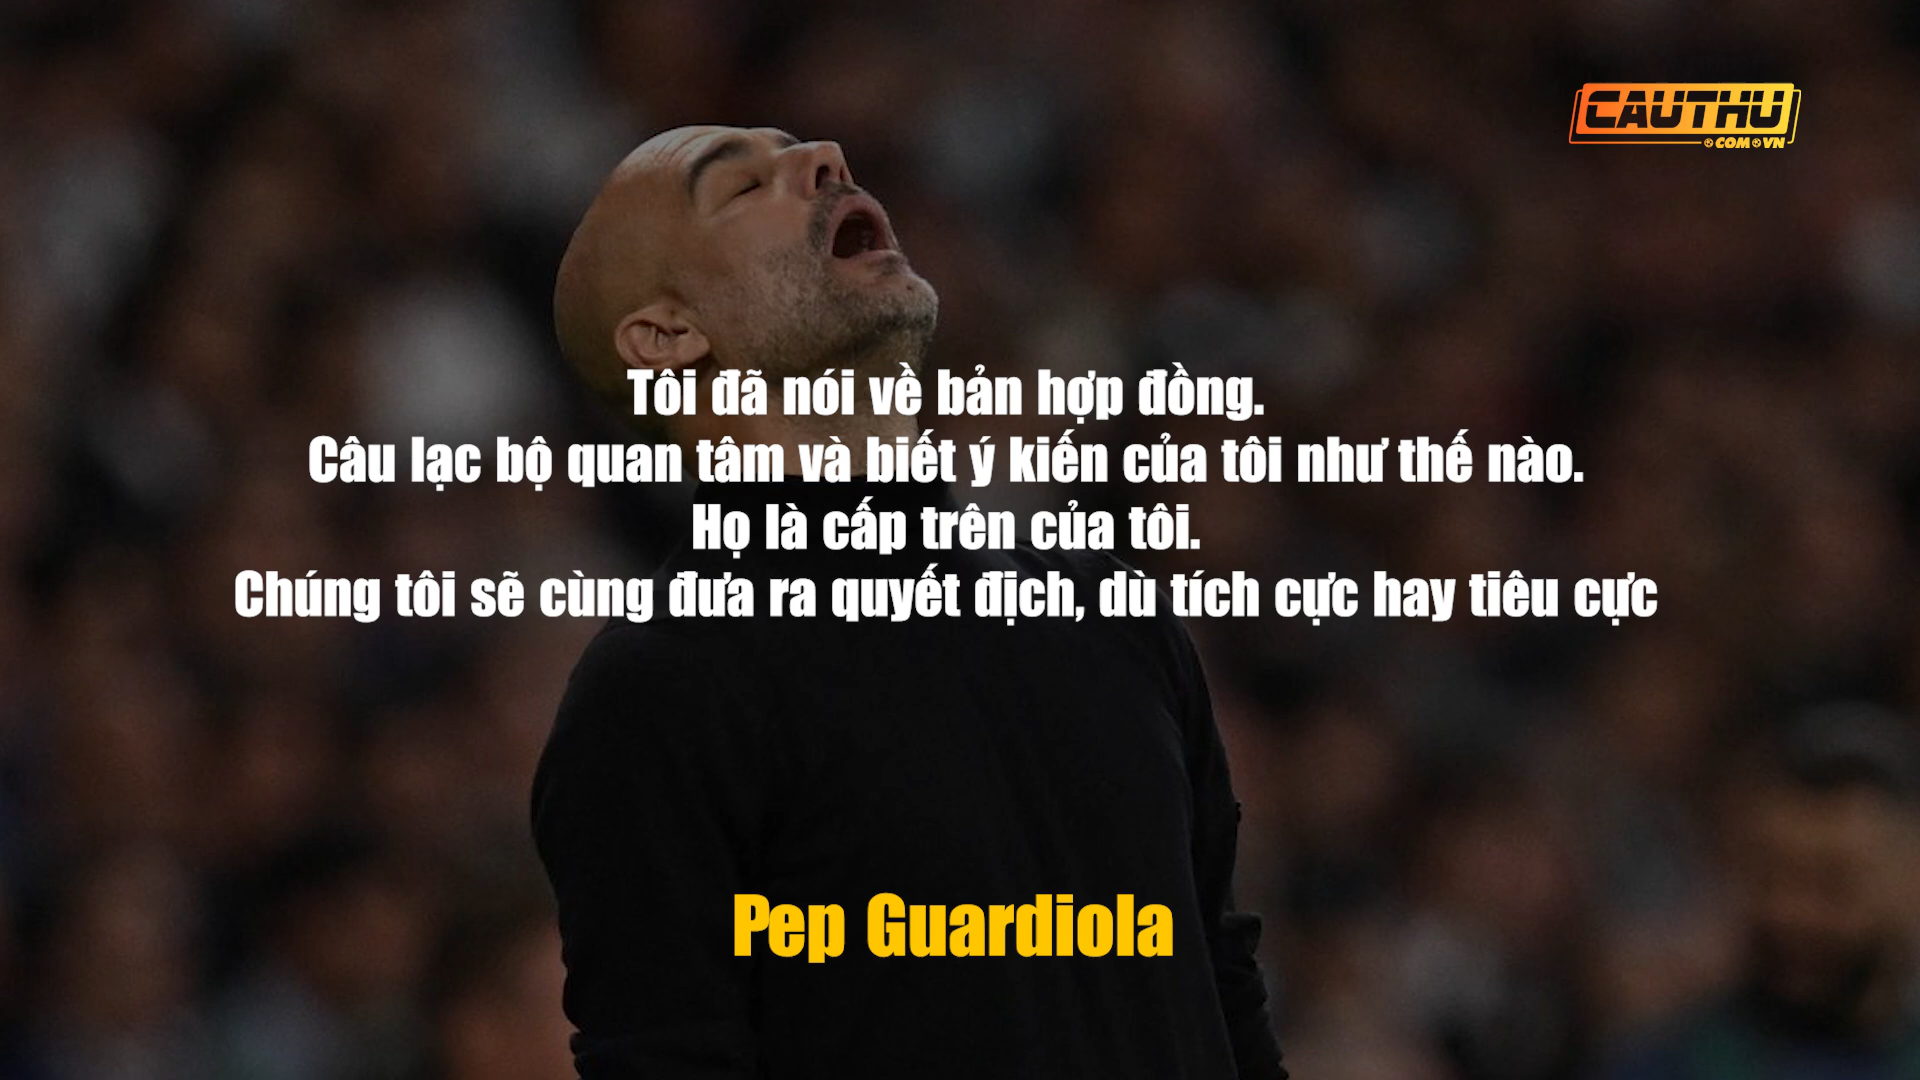 CAUTHU
COM VN
Tôi đã nói về bản hợp đồng.
Câu lạc bộ quan tâm và biết ý kiến của tôi như thế nào.
Họ là cấp trên của tôi.
Chúng tôi sẽ cùng đưa ra quyết định, dù tích cực hay tiêu cực
Pep Guardiola